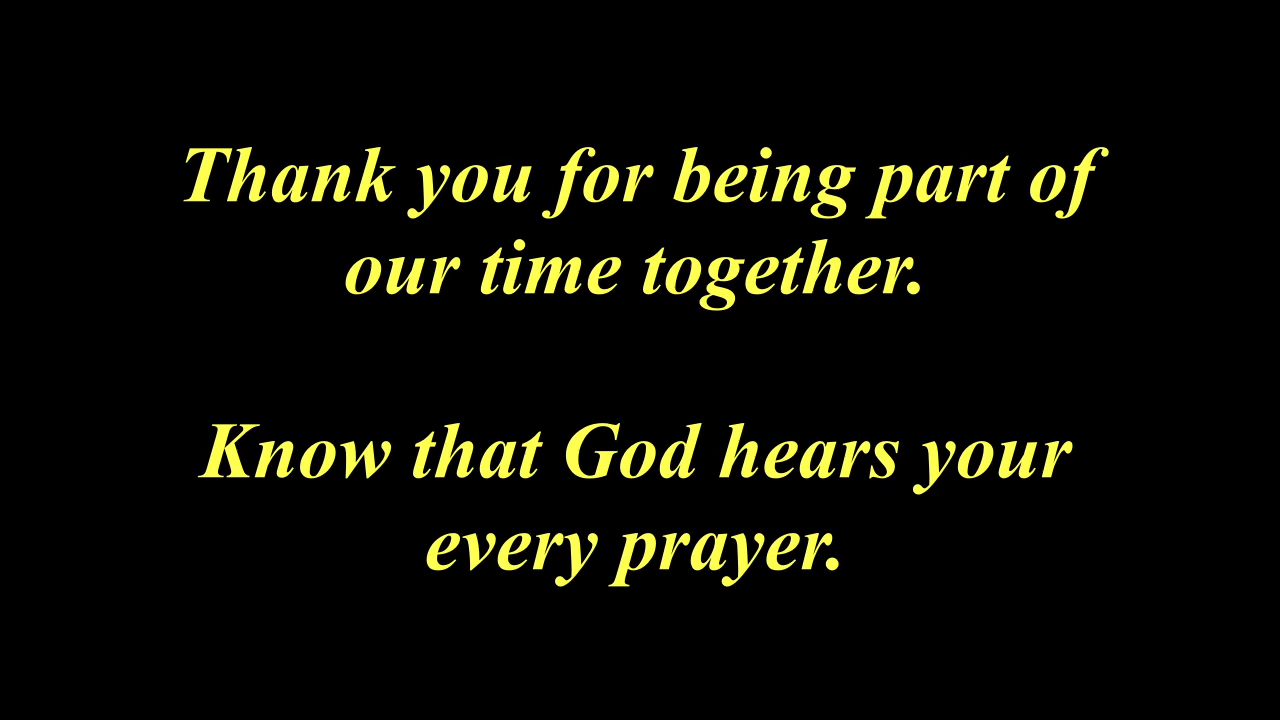 Thank you for being part of
our time together.
Know that God hears your
every prayer.